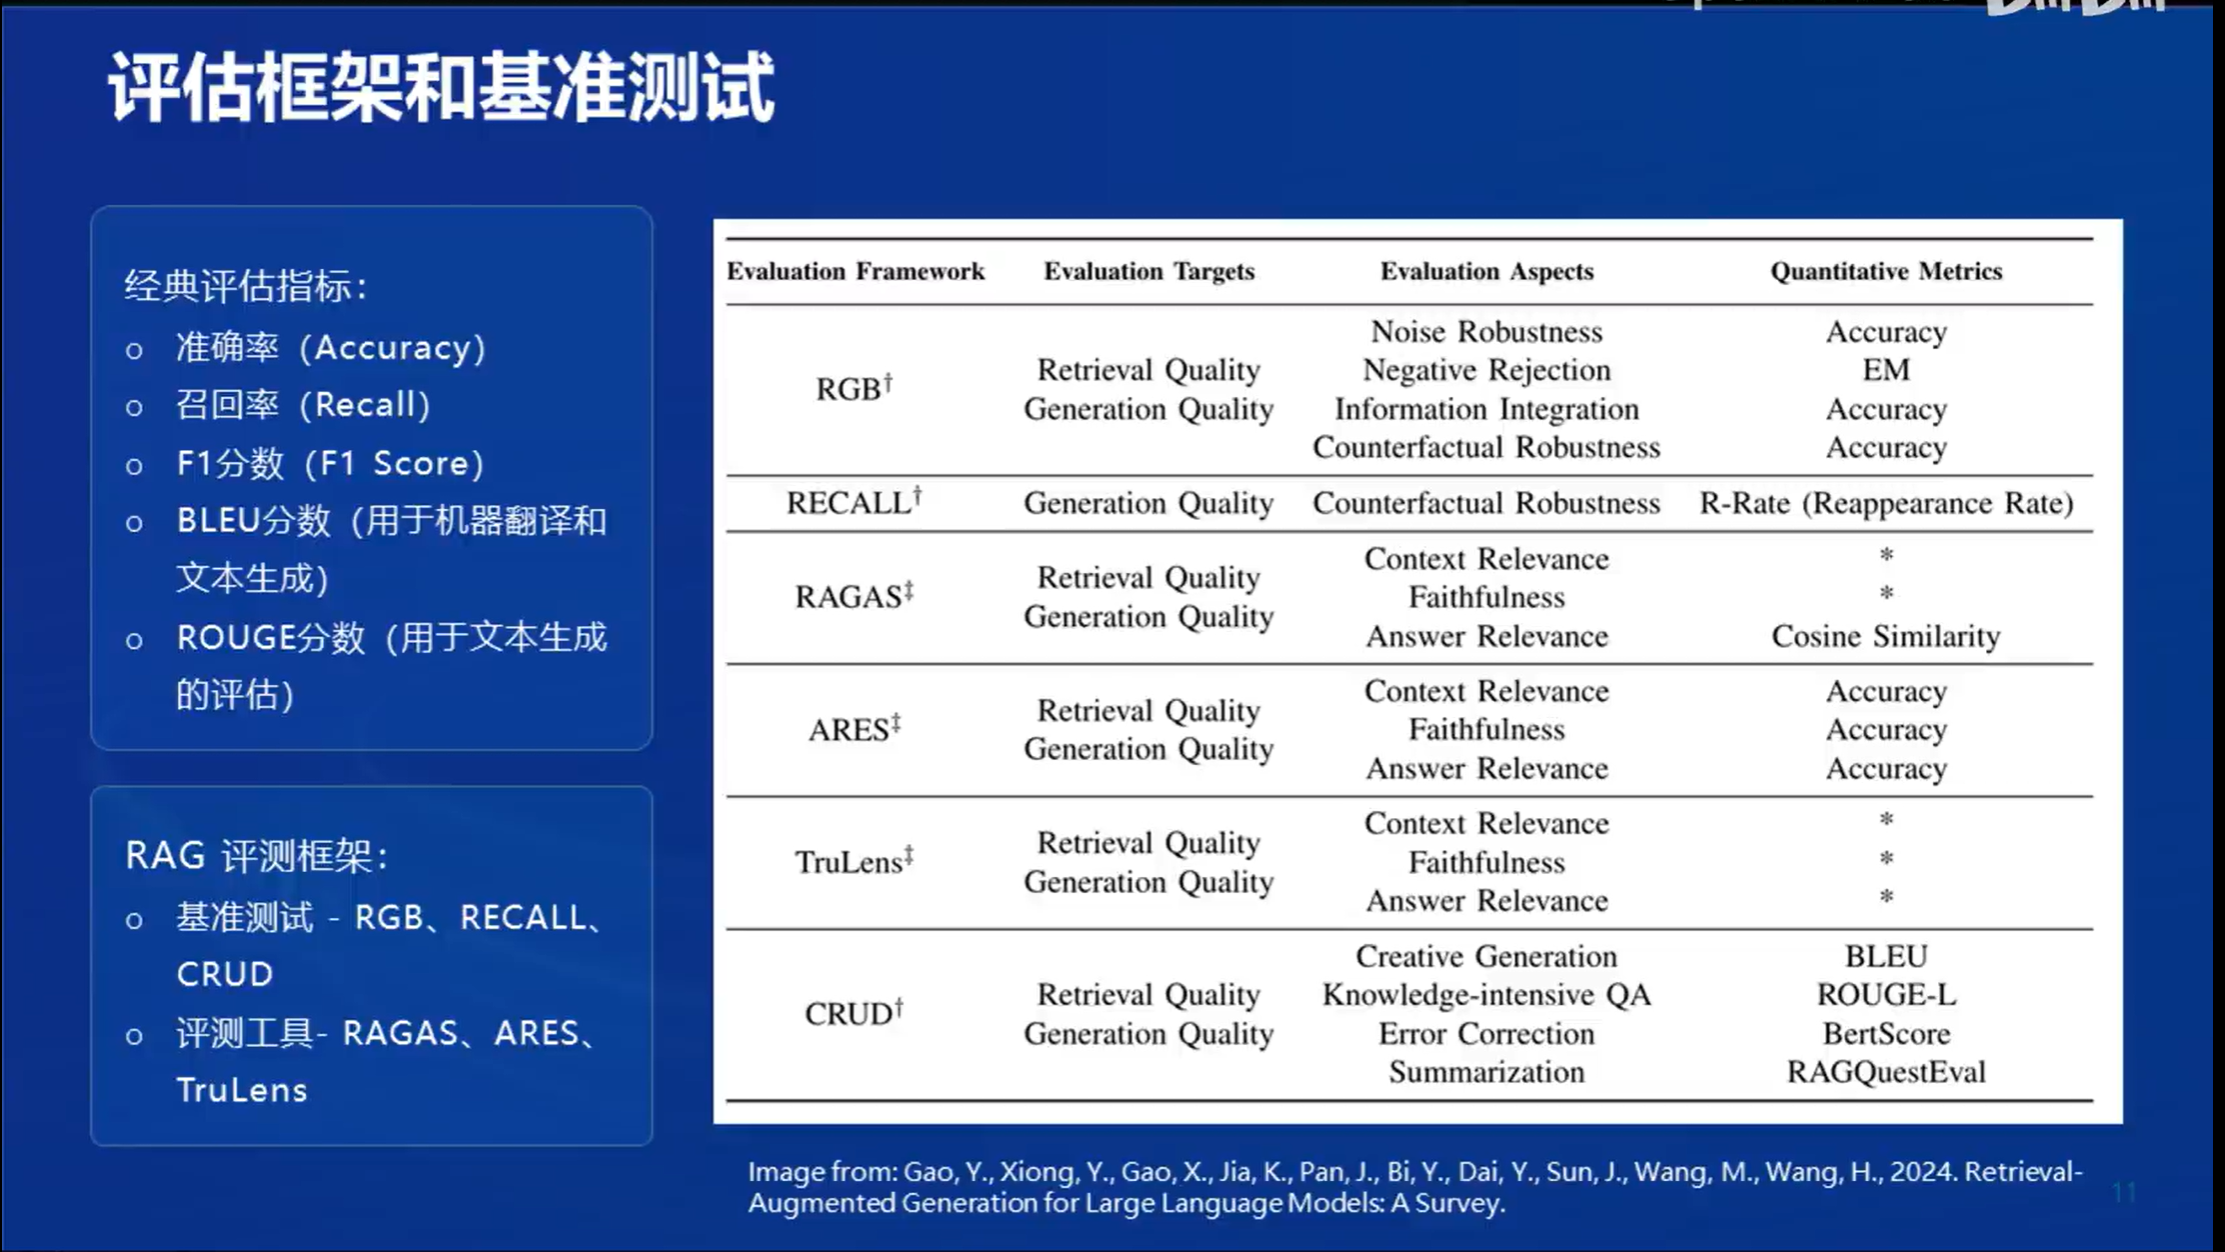 评估框架和基准测试
经典评估指标：
o 准确率（Accuracy）
o 召回率（Recall）
o F1分数（F1 Score）
o BLEU分数（用于机器翻译和
文本生成）
o ROUGE分数（用于文本生成
的评估）
RAG 评测框架：
o 基准测试 - RGB、RECALL、
CRUD
o 评测工具- RAGAS、ARES、
TruLens
Evaluation Framework Evaluation Targets Evaluation Aspects Quantitative Metrics
RGB†
Retrieval Quality
Generation Quality
Noise Robustness Accuracy
Negative Rejection EM
Information Integration Accuracy
Counterfactual Robustness Accuracy
RECALL† Generation Quality Counterfactual Robustness R-Rate (Reappearance Rate)
RAGAS‡
Retrieval Quality
Generation Quality
Context Relevance *
Faithfulness *
Answer Relevance Cosine Similarity
ARES‡
Retrieval Quality
Generation Quality
Context Relevance Accuracy
Faithfulness Accuracy
Answer Relevance Accuracy
TruLens‡
Retrieval Quality
Generation Quality
Context Relevance *
Faithfulness *
Answer Relevance *
CRUD†
Retrieval Quality
Generation Quality
Creative Generation BLEU
Knowledge-intensive QA ROUGE-L
Error Correction BertScore
Summarization RAGQuestEval
Image from: Gao, Y., Xiong, Y., Gao, X., Jia, K., Pan, J., Bi, Y., Dai, Y., Sun, J., Wang, M., Wang, H., 2024. Retrieval-
Augmented Generation for Large Language Models: A Survey.
11